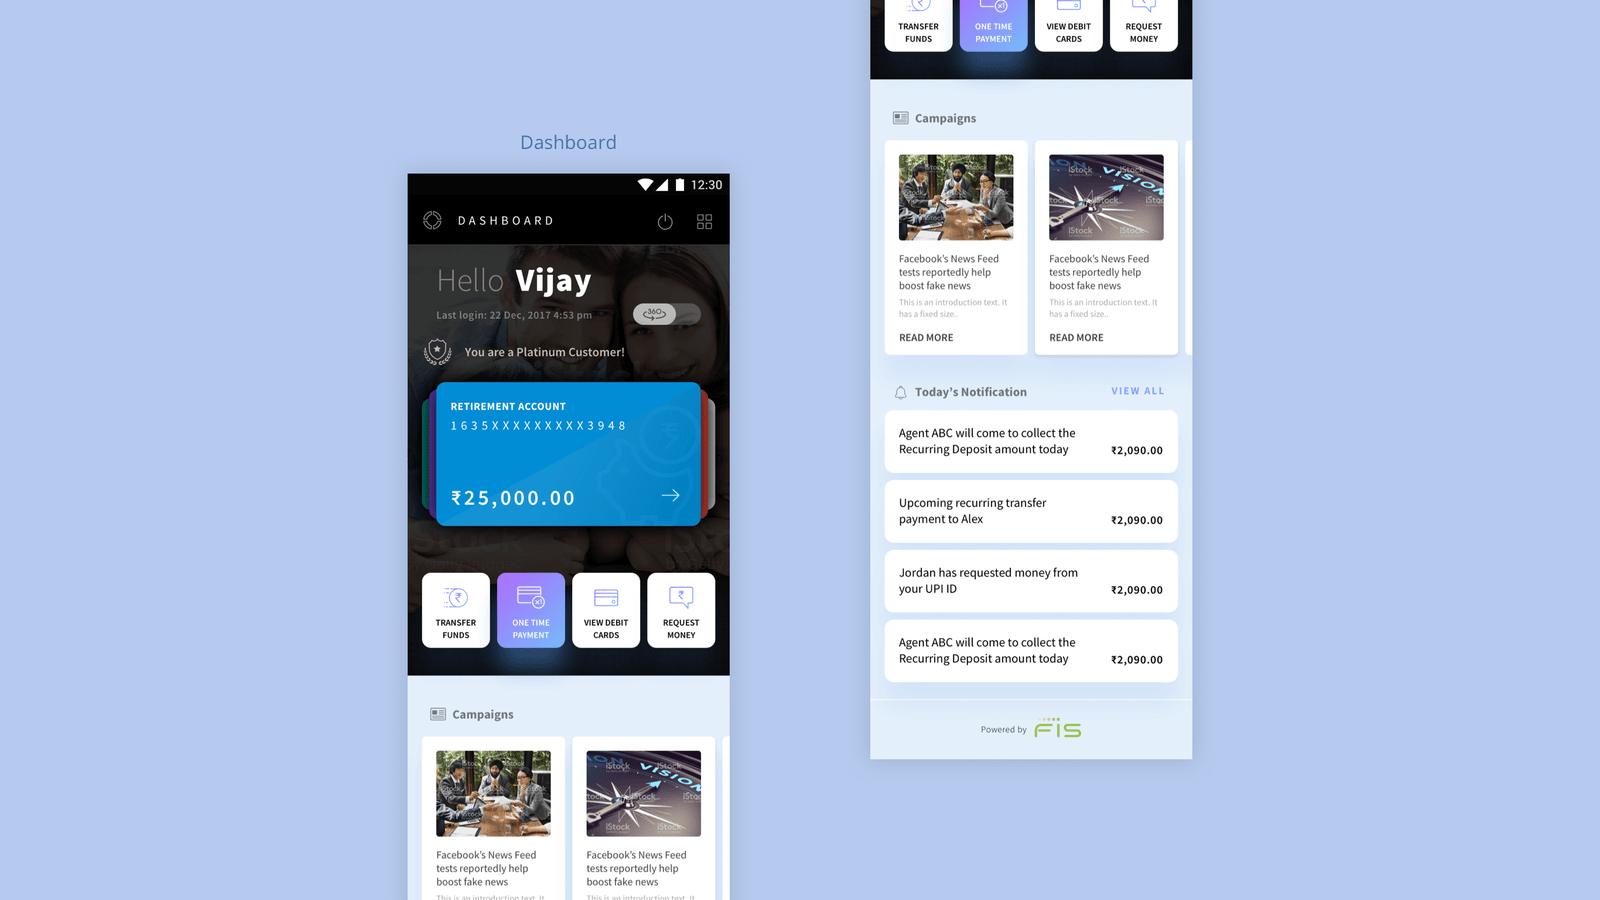 Dashboard
12:30
DASHBOARD
Hello Vijay
Last login: 22 Dec, 2017 4:53 pm
360
You are a Platinum Customer!
RETIREMENT ACCOUNT
1635XXXXXXXXXX3948
₹25,000.00
TRANSFER
FUNDS
ONE TIME
PAYMENT
VIEW DEBIT
CARDS
REQUEST
MONEY
Campaigns
iStock
VISION
iStock
Facebook's News Feed
tests reportedly help
boost fake news
This is an introduction text. It
Facebook's News Feed
tests reportedly help
boost fake news
This is an introduction text. It
TRANSFER
FUNDS
ONE TIME
PAYMENT
VIEW DEBIT
CARDS
REQUEST
MONEY
Campaigns
iStock
VISION
iStock
Facebook's News Feed
tests reportedly help
boost fake news
This is an introduction text. It
has a fixed size..
READ MORE
Facebook's News Feed
tests reportedly help
boost fake news
This is an introduction text. It
has a fixed size..
READ MORE
Today's Notification
VIEW ALL
Agent ABC will come to collect the
Recurring Deposit amount today
₹2,090.00
Upcoming recurring transfer
payment to Alex
₹2,090.00
Jordan has requested money from
your UPI ID
₹2,090.00
Agent ABC will come to collect the
Recurring Deposit amount today
₹2,090.00
Powered by FIS